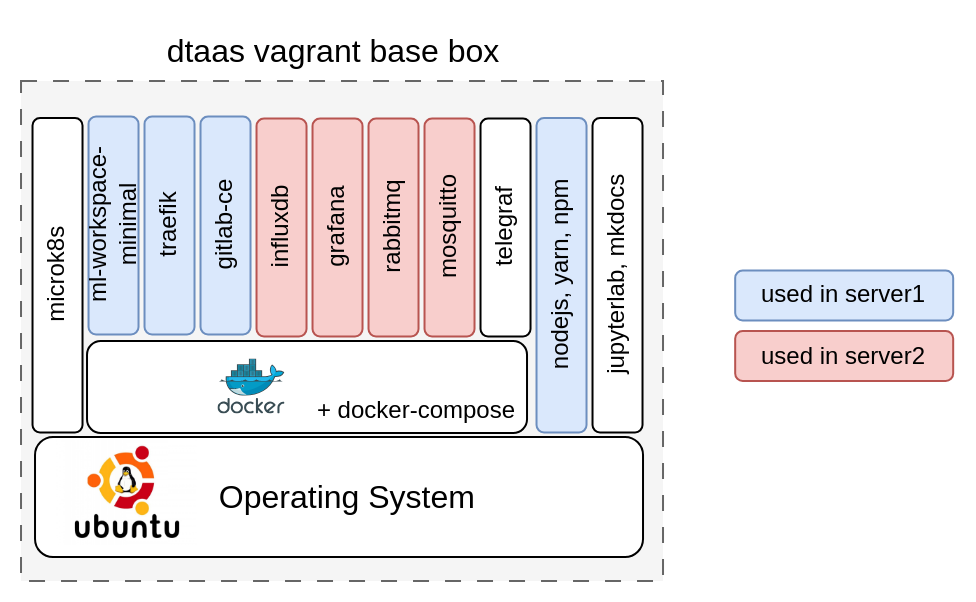 dtaas vagrant base box
microk8s
ml-workspace-
minimal
traefik
gitlab-ce
influxdb
grafana
rabbitmq
mosquitto
telegraf
nodejs, yarn, npm
jupyterlab, mkdocs
used in server1
used in server2
docker
+ docker-compose
ubuntu
Operating System